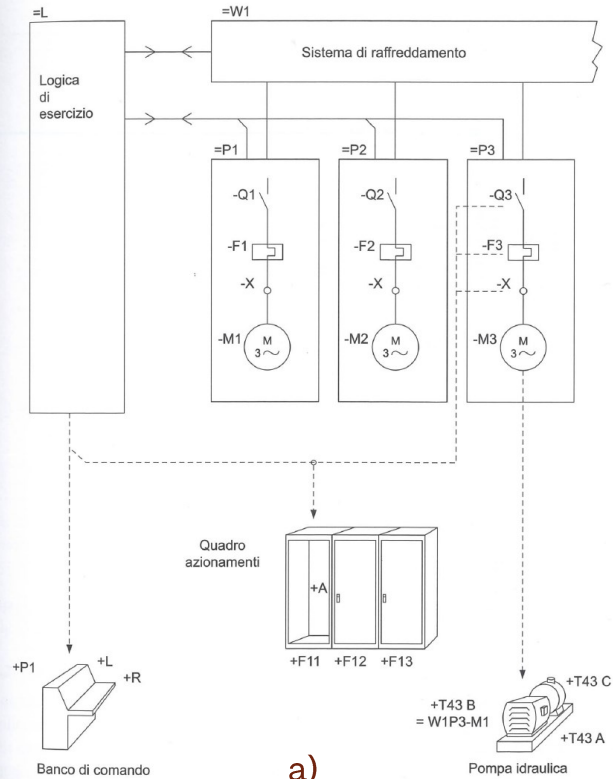 =L
=W1
Sistema di raffreddamento
Logica
di
esercizio
=P1
=P2
=P3
-Q1
-Q2
-Q3
-F1
-F2
-F3
-X
-X
-X
-M1
M
3~
-M2
M
3~
-M3
M
3~
Quadro
azionamenti
+A
+F11
+F12
+F13
+P1
+L
+R
Banco di comando
+T43 C
+T43 B
= W1P3-M1
+T43 A
Pompa idraulica
a)